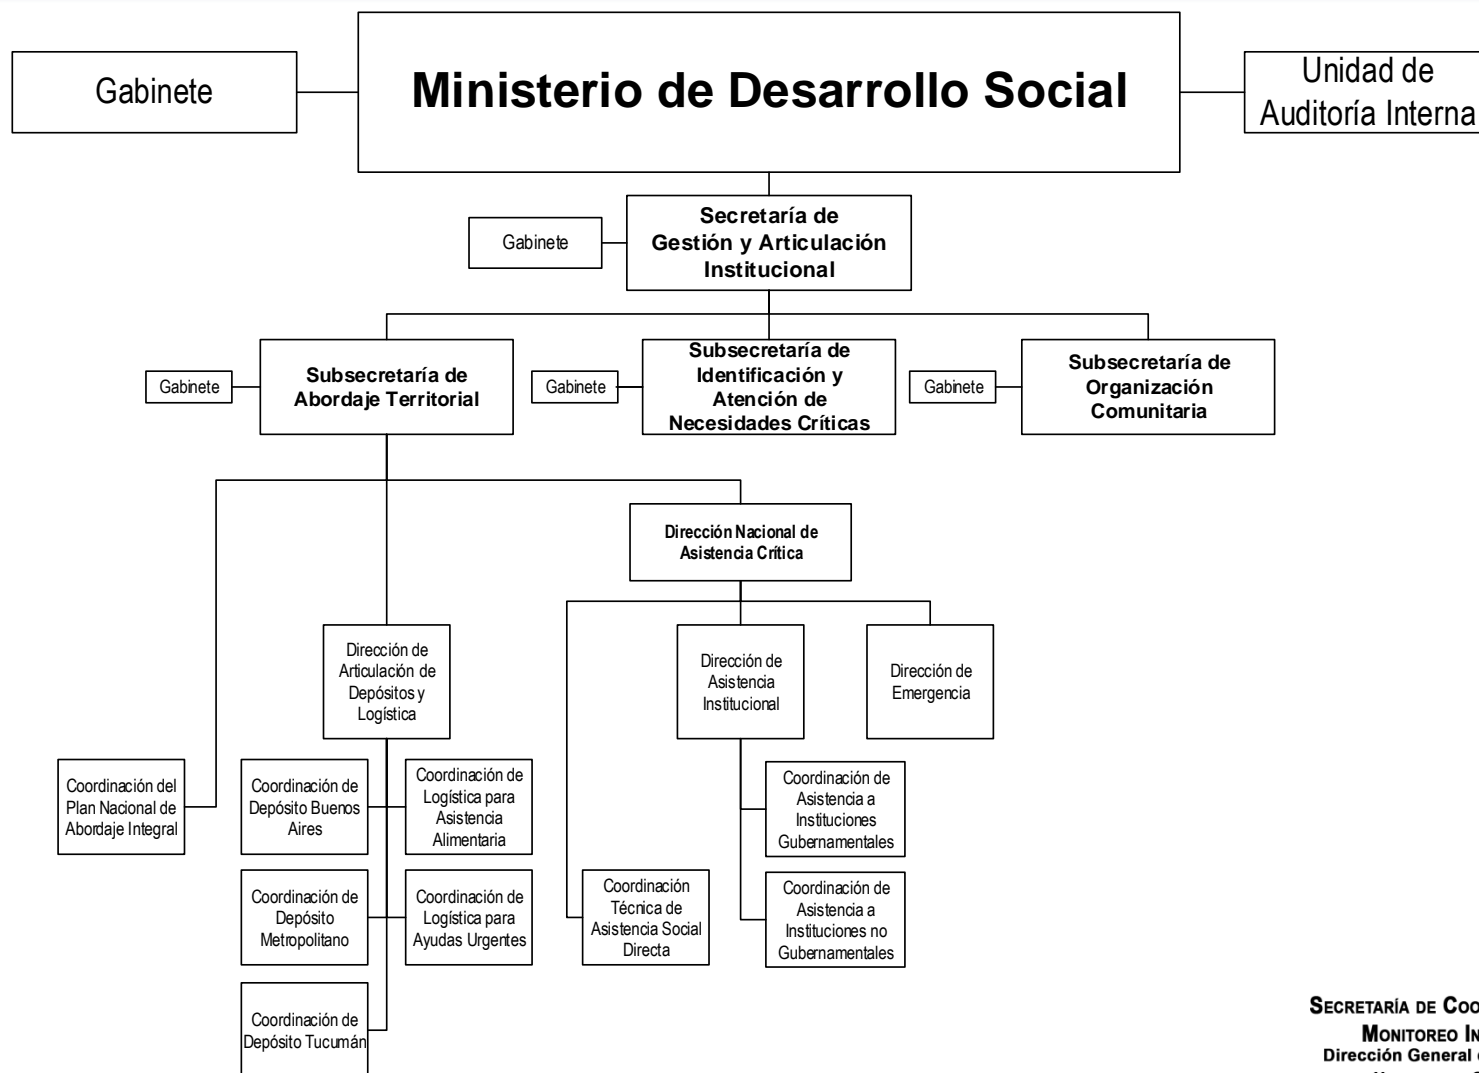 Gabinete
Ministerio de Desarrollo Social
Unidad de
Auditoría Interna
Gabinete
Secretaría de
Gestión y Articulación
Institucional
Gabinete
Subsecretaría de
Abordaje Territorial
Gabinete
Subsecretaría de
Identificación y
Atención de
Necesidades Críticas
Gabinete
Subsecretaría de
Organización
Comunitaria
Dirección Nacional de
Asistencia Crítica
Dirección de
Articulación de
Depósitos y
Logística
Dirección de
Asistencia
Institucional
Dirección de
Emergencia
Coordinación del
Plan Nacional de
Abordaje Integral
Coordinación de
Depósito Buenos
Aires
Coordinación de
Logística para
Asistencia
Alimentaria
Coordinación de
Asistencia a
Instituciones
Gubernamentales
Coordinación de
Depósito
Metropolitano
Coordinación de
Logística para
Ayudas Urgentes
Coordinación
Técnica de
Asistencia Social
Directa
Coordinación de
Asistencia a
Instituciones no
Gubernamentales
Coordinación de
Depósito Tucumán
SECRETARÍA DE
MONITOREO
Dirección General